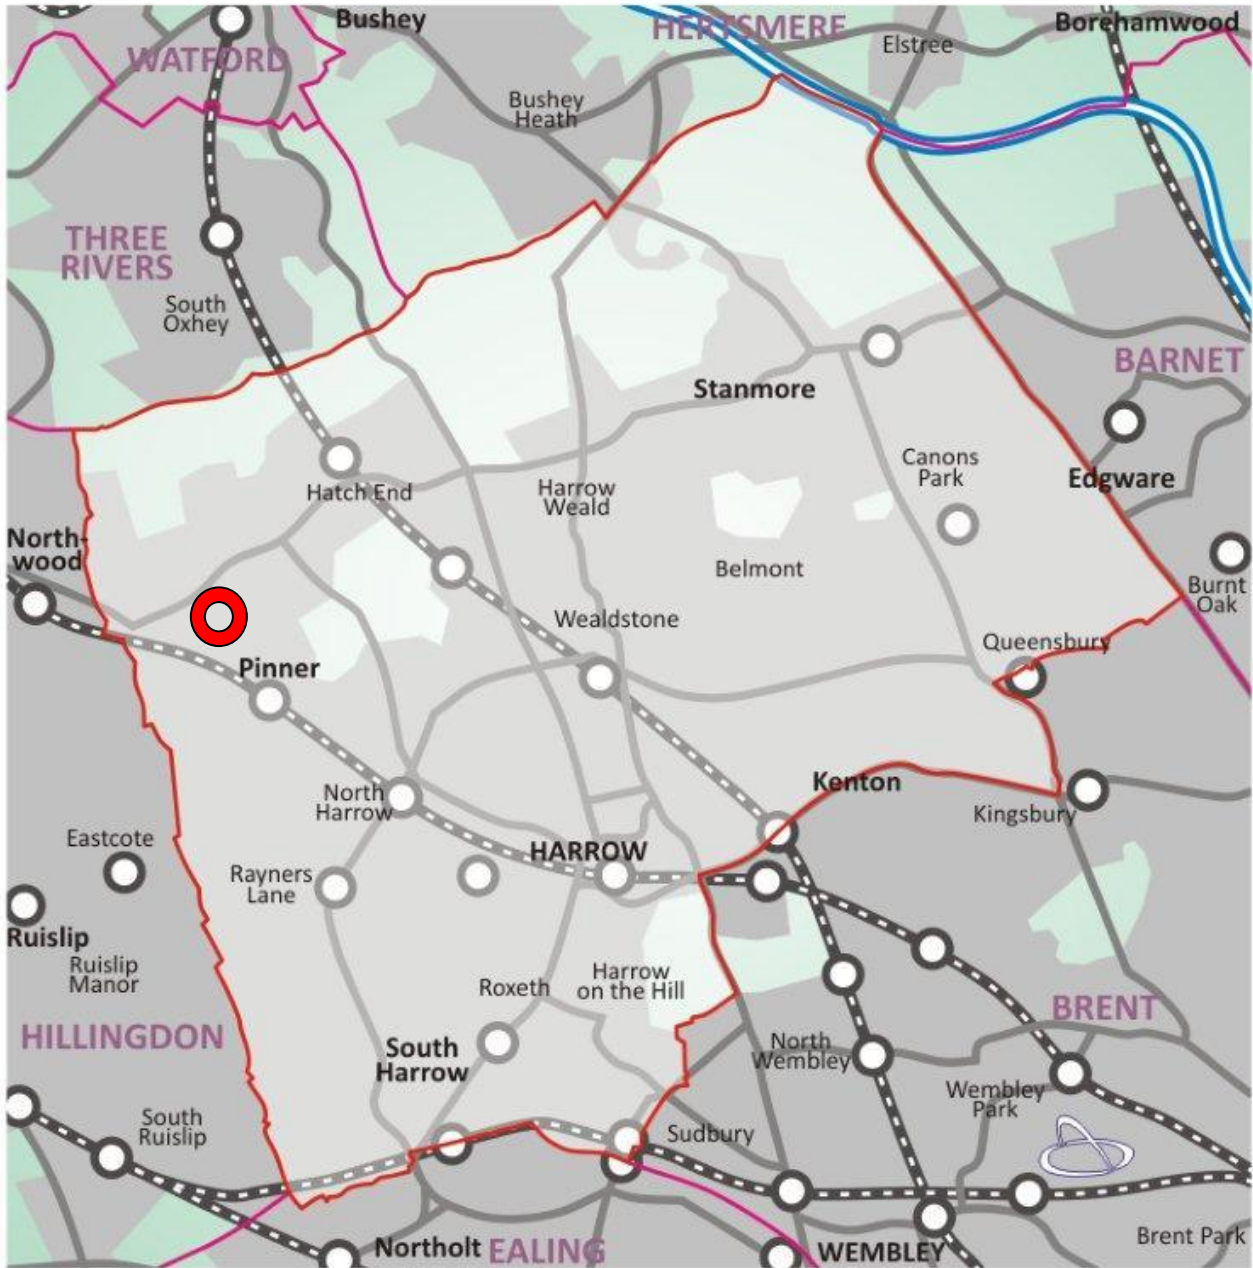 Bushey
HERTSMERE
Borehamwood
Elstree
WATFORD
Bushey
Heath
THREE
RIVERS
South
Oxhey
BARNET
Stanmore
Canons
Park
Edgware
Hatch End
Harrow
Weald
North-
wood
Belmont
Burnt
Oak
Wealdstone
Queensbury
Pinner
Kenton
North
Harrow
Kingsbury
Eastcote
HARROW
Rayners
Lane
Ruislip
Ruislip
Manor
Roxeth
Harrow
on the Hill
HILLINGDON
BRENT
South
Harrow
North
Wembley
Wembley
Park
South
Ruislip
Sudbury
Brent Park
Northolt
EALING
WEMBLEY